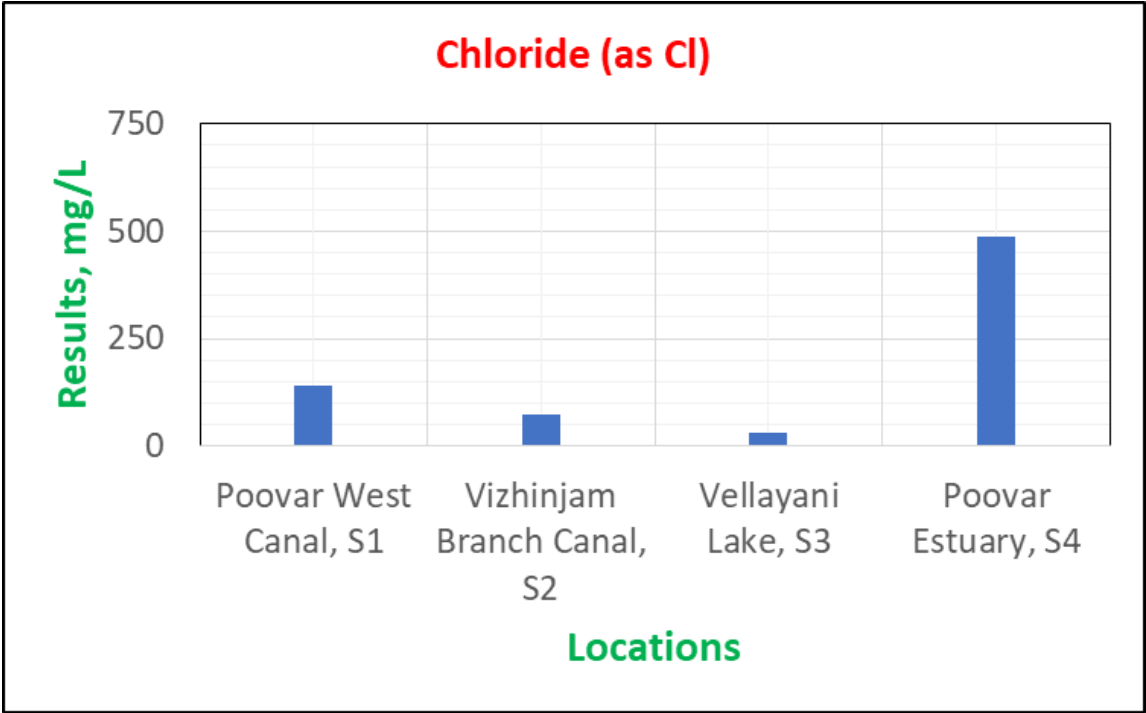 Chloride (as Cl)
750
500
250
0
Results, mg/L
Poovar West
Canal, S1
Vizhinjam
Branch Canal,
S2
Vellayani
Lake, S3
Poovar
Estuary, S4
Locations